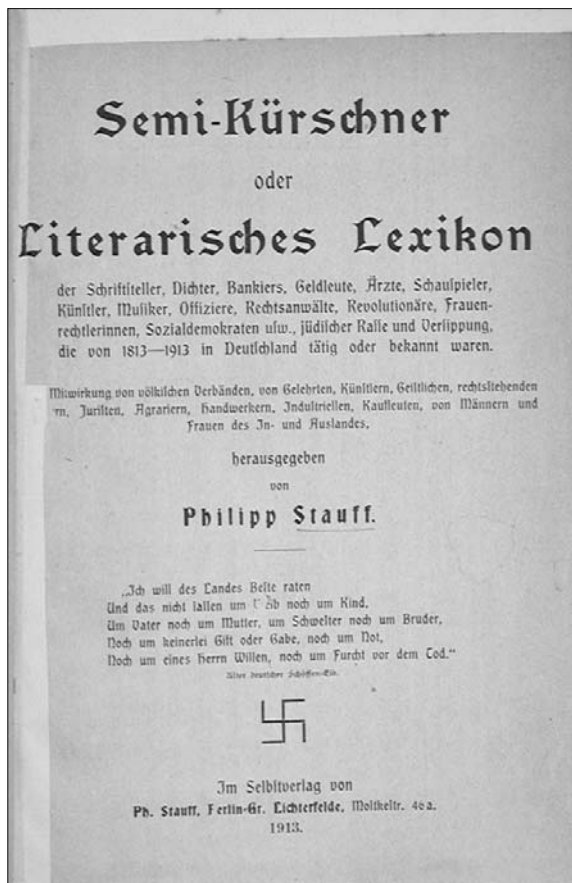 Semi-Kürschner
oder
Literarisches Lexikon
der Schriftsteller, Dichter, Bankiers, Geldleute, Ärzte, Schauspieler,
Künstler, Musiker, Offiziere, Rechtsanwälte, Revolutionäre, Frauen-
rechtlerinnen, Sozialdemokraten usw., jüdischer Rasse und Versippung,
die von 1813—1913 in Deutschland tätig oder bekannt waren.
Mitwirkung von völkischen Verbänden, von Gelehrten, Künstlern, Geistlichen, rechtsstehenden
rn, Juristen, Agrariern, Handwerkern, Industriellen, Kaufleuten, von Männern und
Frauen des In- und Auslandes,
herausgegeben
von
Philipp Stauff.
„Ich will des Landes Beste raten
Und das nicht lassen um noch um Kind,
Um Vater noch um Mutter, um Schwester noch um Bruder,
Noch um keinerlei Gift oder Gabe, noch um Not,
Noch um eines Herrn Willen, noch um Furcht vor dem Tod."
Alter deutscher Schöffen-Eid.
Im Selbstverlag von
Ph. Stauff, Berlin-Gr. Lichterfelde, Moltkestr. 46a.
1913.